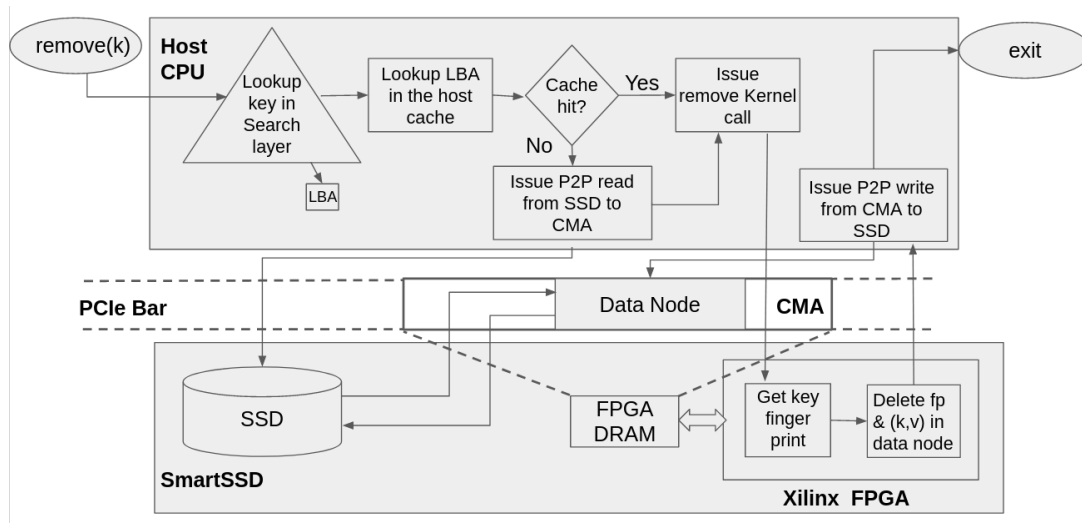 remove(k)
Host
CPU
Lookup
key in
Search
layer
LBA
Lookup LBA
in the host
cache
Cache
hit?
Yes
No
Issue
remove Kernel
call
Issue P2P read
from SSD to
CMA
Issue P2P write
from CMA to
SSD
exit
PCIe Bar
Data Node
CMA
SSD
SmartSSD
FPGA
DRAM
Get key
finger
print
Delete fp
& (k,v) in
data node
Xilinx FPGA